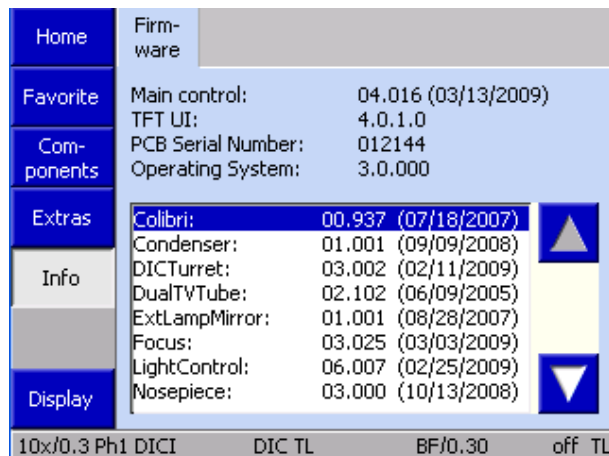 Home
Firm-
ware
Favorite
Com-
ponents
Extras
Info
Display
Main control: 04.016 (03/13/2009)
TFT UI: 4.0.1.0
PCB Serial Number: 012144
Operating System: 3.0.000
Colibri: 00.937 (07/18/2007)
Condenser: 01.001 (09/09/2008)
DICTurret: 03.002 (02/11/2009)
DualTVTube: 02.102 (06/09/2005)
ExtLampMirror: 01.001 (08/28/2007)
Focus: 03.025 (03/03/2009)
LightControl: 06.007 (02/25/2009)
Nosepiece: 03.000 (10/13/2008)
10x/0.3 Ph1 DICI DIC TL BF/0.30 off TL